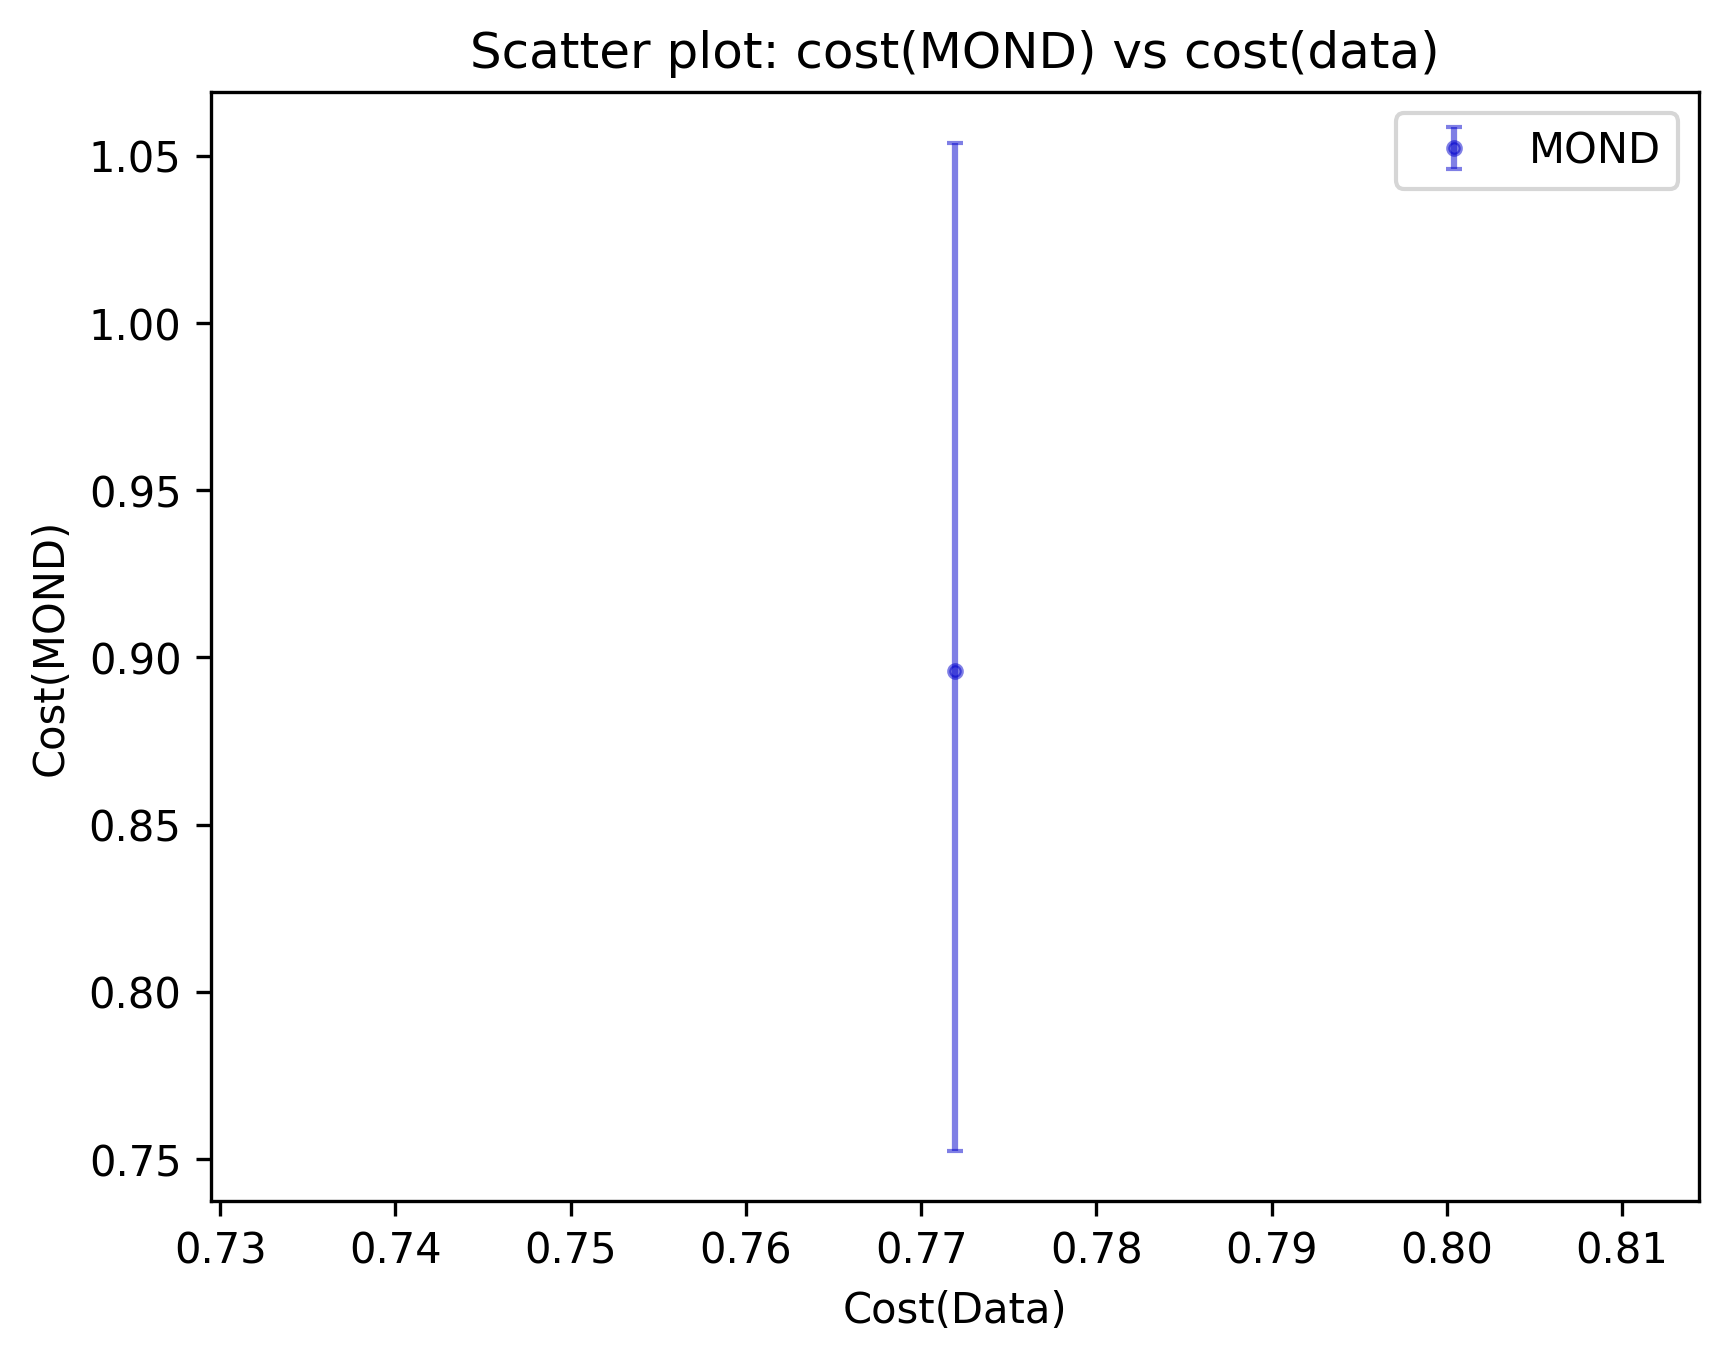 Scatter plot: cost(MOND) vs cost(data)
MOND
1.05
1.00
0.95
0.90
0.85
0.80
0.75
Cost(MOND)
0.73 0.74 0.75 0.76 0.77 0.78 0.79 0.80 0.81
Cost(Data)